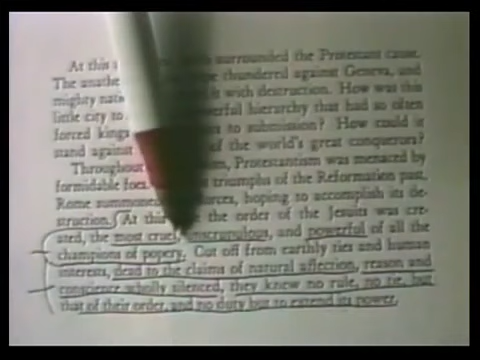 At this surrounded the Protestant cause.
The thundered against Geneva, and
mighty with destruction. How was this
little city to hierarchy that had so often
forced to submission? How could it
stand against of the world's great conquerors?
Throughout Protestantism was menaced by
formidable triumphs of the Reformation past,
Rome forces, hoping to accomplish its de-
struction. At this the order of the Jesuits was cre-
ated, the most cruel, unscrupulous, and powerful of all the
champions of popery. Cut off from earthly ties and human
interests, dead to the claims of natural affection, reason and
conscience wholly silenced, they knew no rule, no tie, but
that of their order, and no duty but to extend its power.